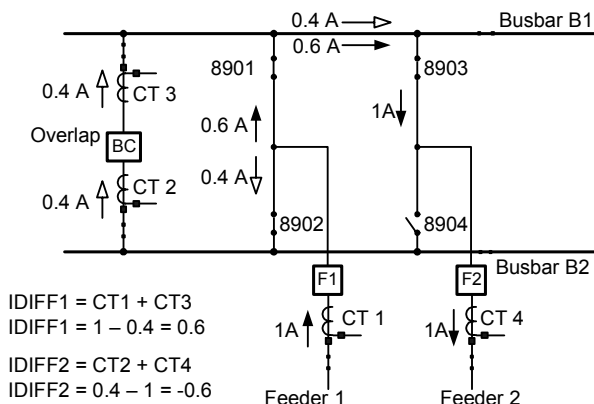 0.4 A
Busbar B1
0.6 A
8901
8903
0.4 A
CT 3
1A
0.6 A
Overlap
BC
0.4 A
CT 2
0.4 A
8902
8904
Busbar B2
F1
F2
IDIFF1 = CT1 + CT3
IDIFF1 = 1 – 0.4 = 0.6
1A
CT 1
1A
CT 4
IDIFF2 = CT2 + CT4
IDIFF2 = 0.4 – 1 = -0.6
Feeder 1
Feeder 2